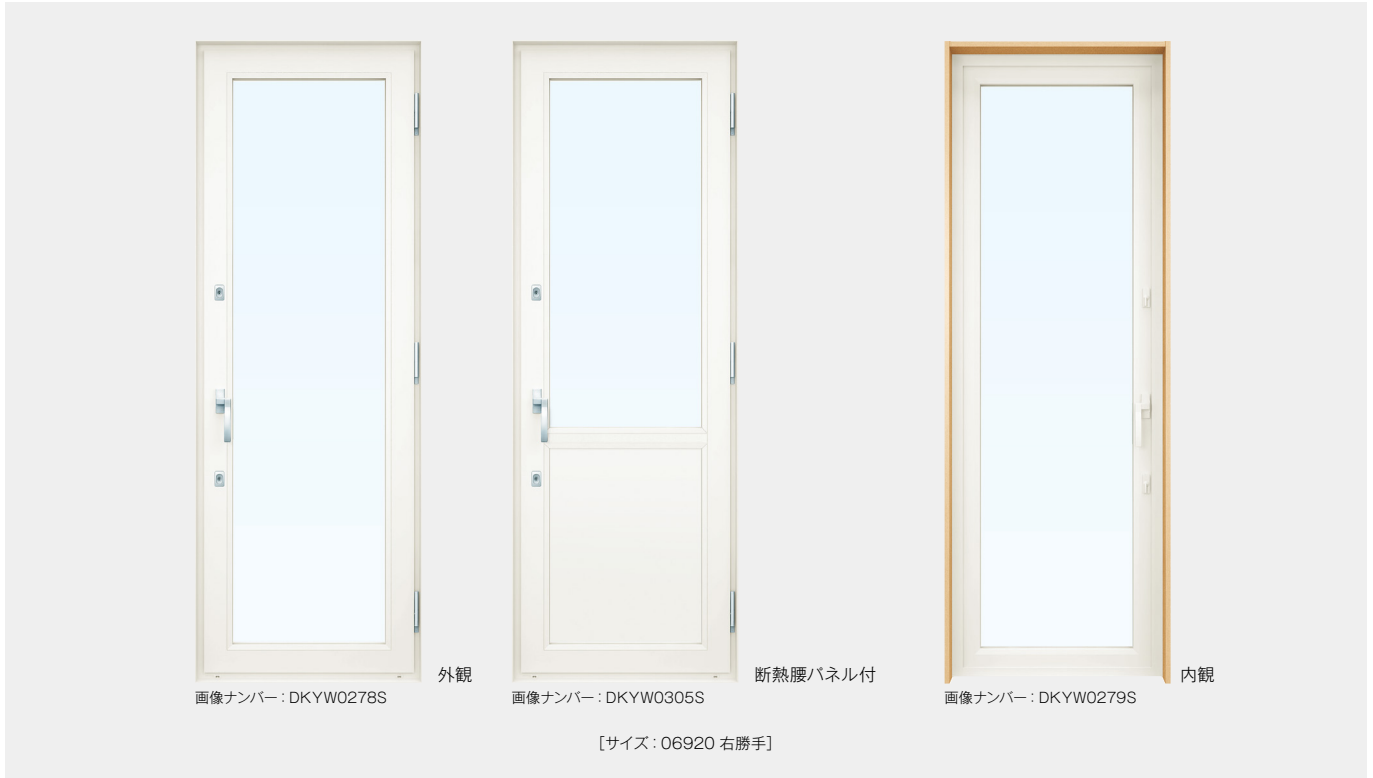 外観
画像ナンバー：DKYW0278S
断熱腰パネル付
画像ナンバー：DKYW0305S
内観
画像ナンバー：DKYW0279S
［サイズ：06920 右勝手］